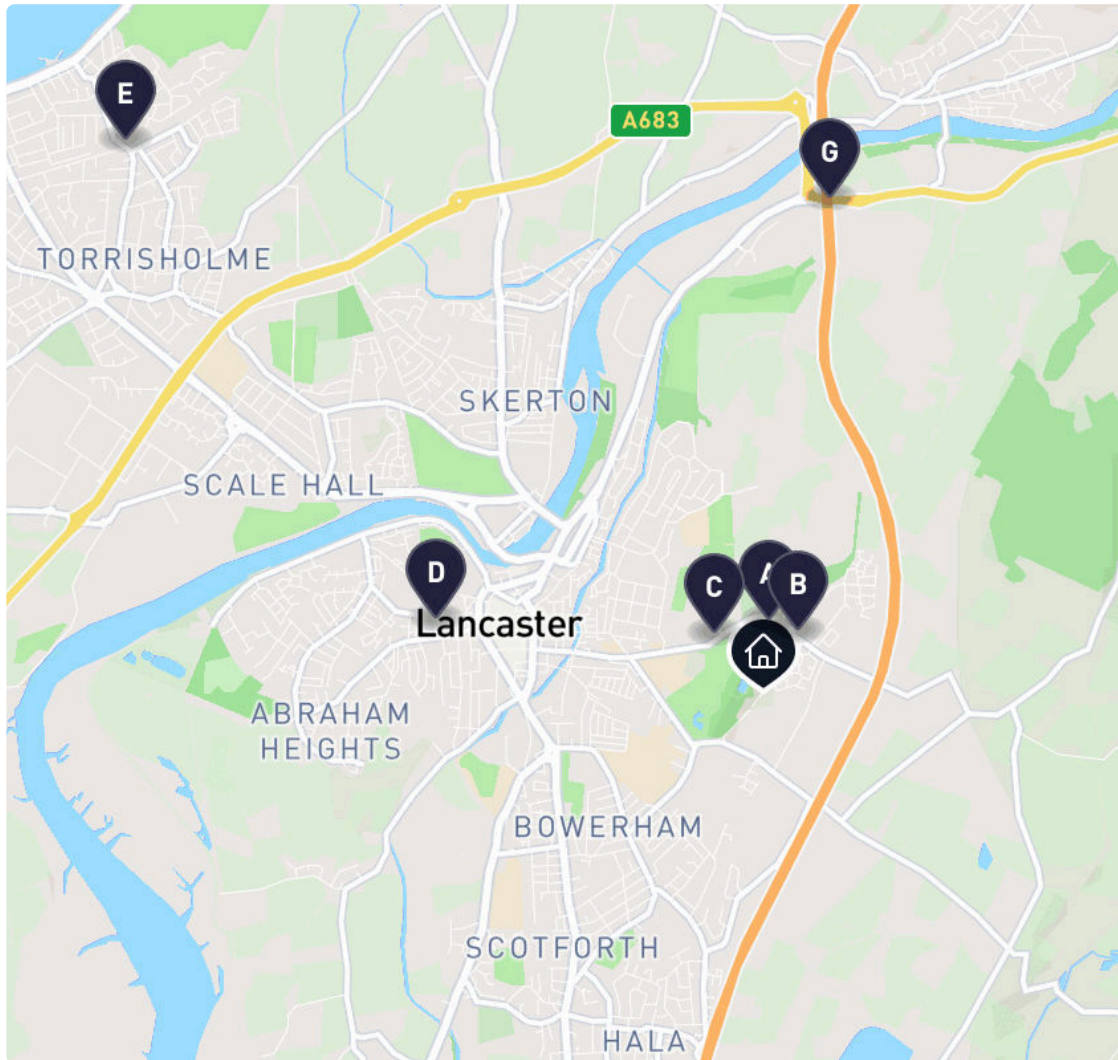 E
A683
G
TORRISHOLME
SKERTON
SCALE HALL
D
C
A
B
Lancaster
ABRAHAM
HEIGHTS
BOWERHAM
SCOTFORTH
HALA